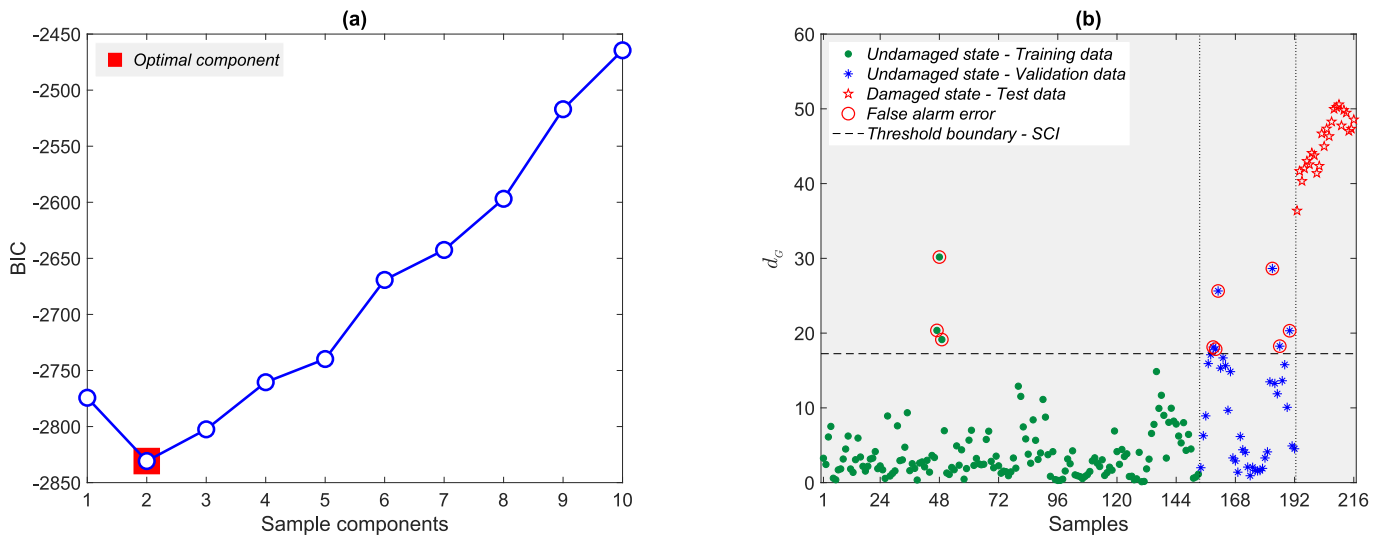 (a)
-2450
-2500
-2550
-2600
-2650
-2700
-2750
-2800
-2850
BIC
Optimal component
1 2 3 4 5 6 7 8 9 10
Sample components
(b)
60
50
40
30
20
10
0
d_G
Undamaged state - Training data
Undamaged state - Validation data
Damaged state - Test data
False alarm error
Threshold boundary - SCI
1 24 48 72 96 120 144 168 192 216
Samples